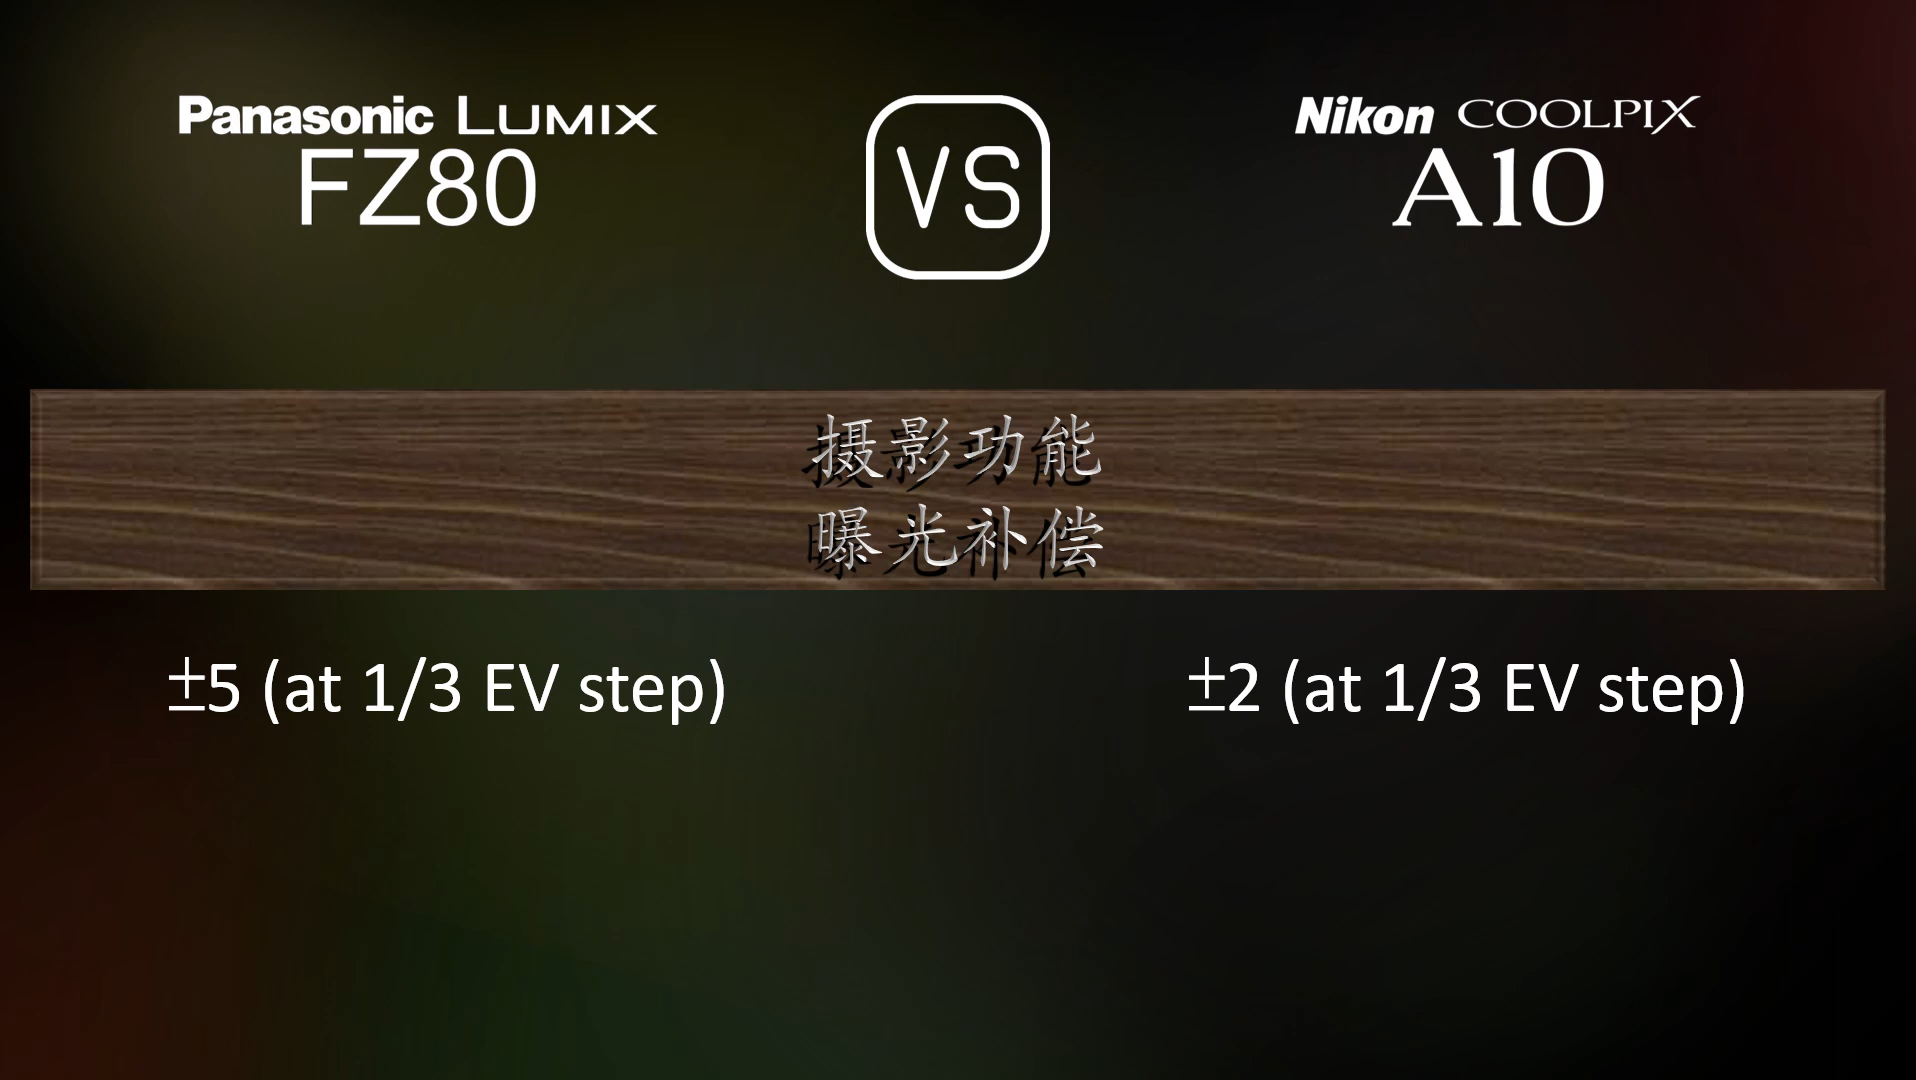 Panasonic LUMIX
FZ80
VS
Nikon COOLPIX
A10
摄影功能
曝光补偿
±5 (at 1/3 EV step)
±2 (at 1/3 EV step)